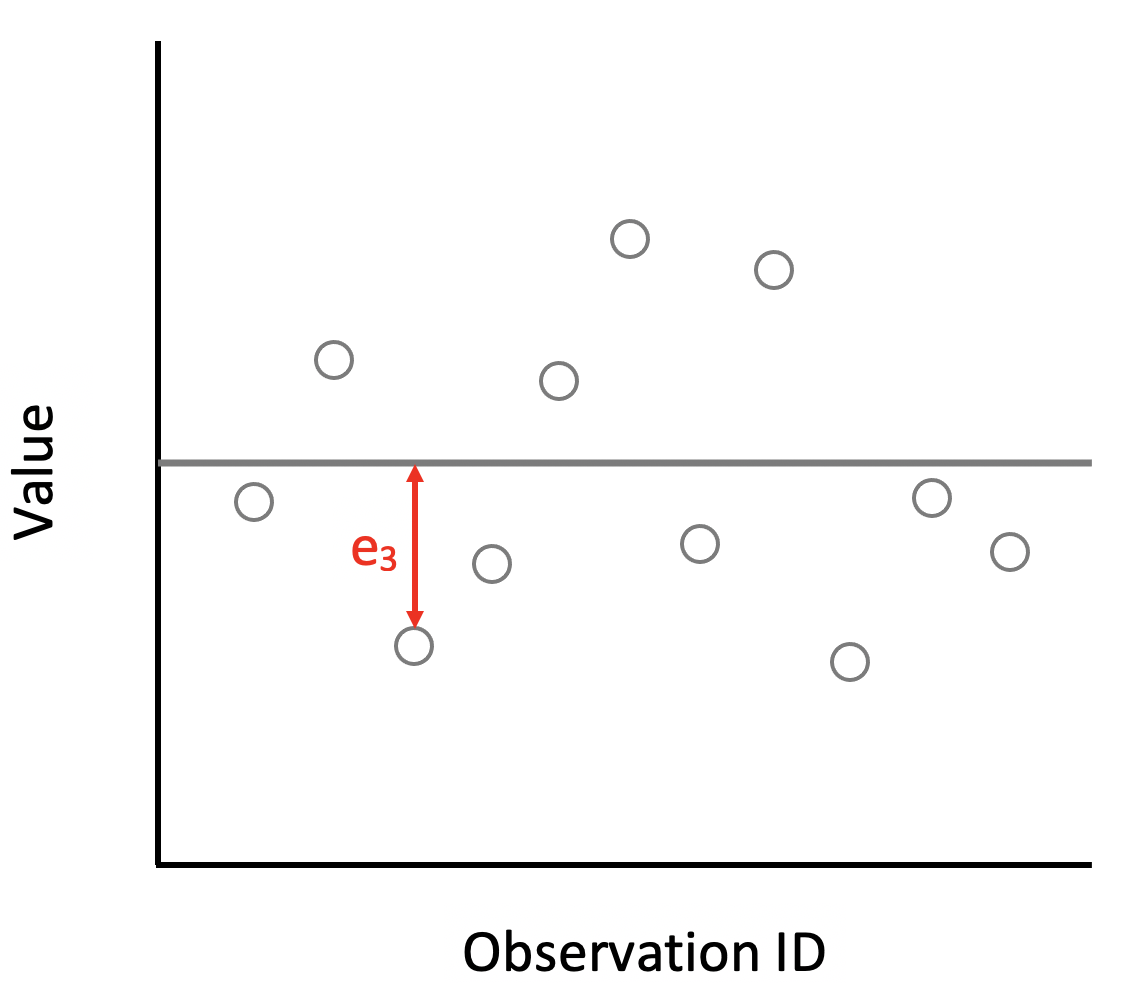 Value
e₃
Observation ID